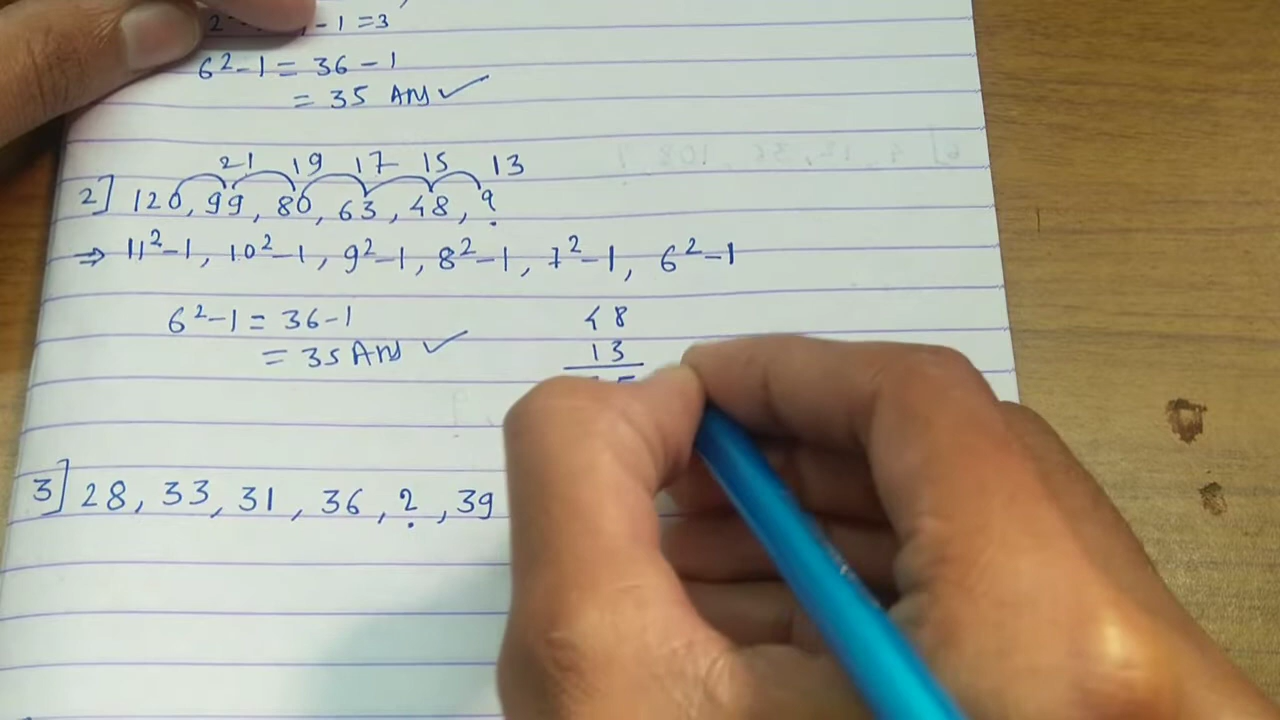 - 1 = 3
6² - 1 = 36 - 1
= 35 Ans ✓
21 19 17 15 13
2] 120, 99, 80, 63, 48, ?
⇒ 11² - 1, 10² - 1, 9² - 1, 8² - 1, 7² - 1, 6² - 1
6² - 1 = 36 - 1
= 35 Ans ✓
48
13
3] 28, 33, 31, 36, ?, 39